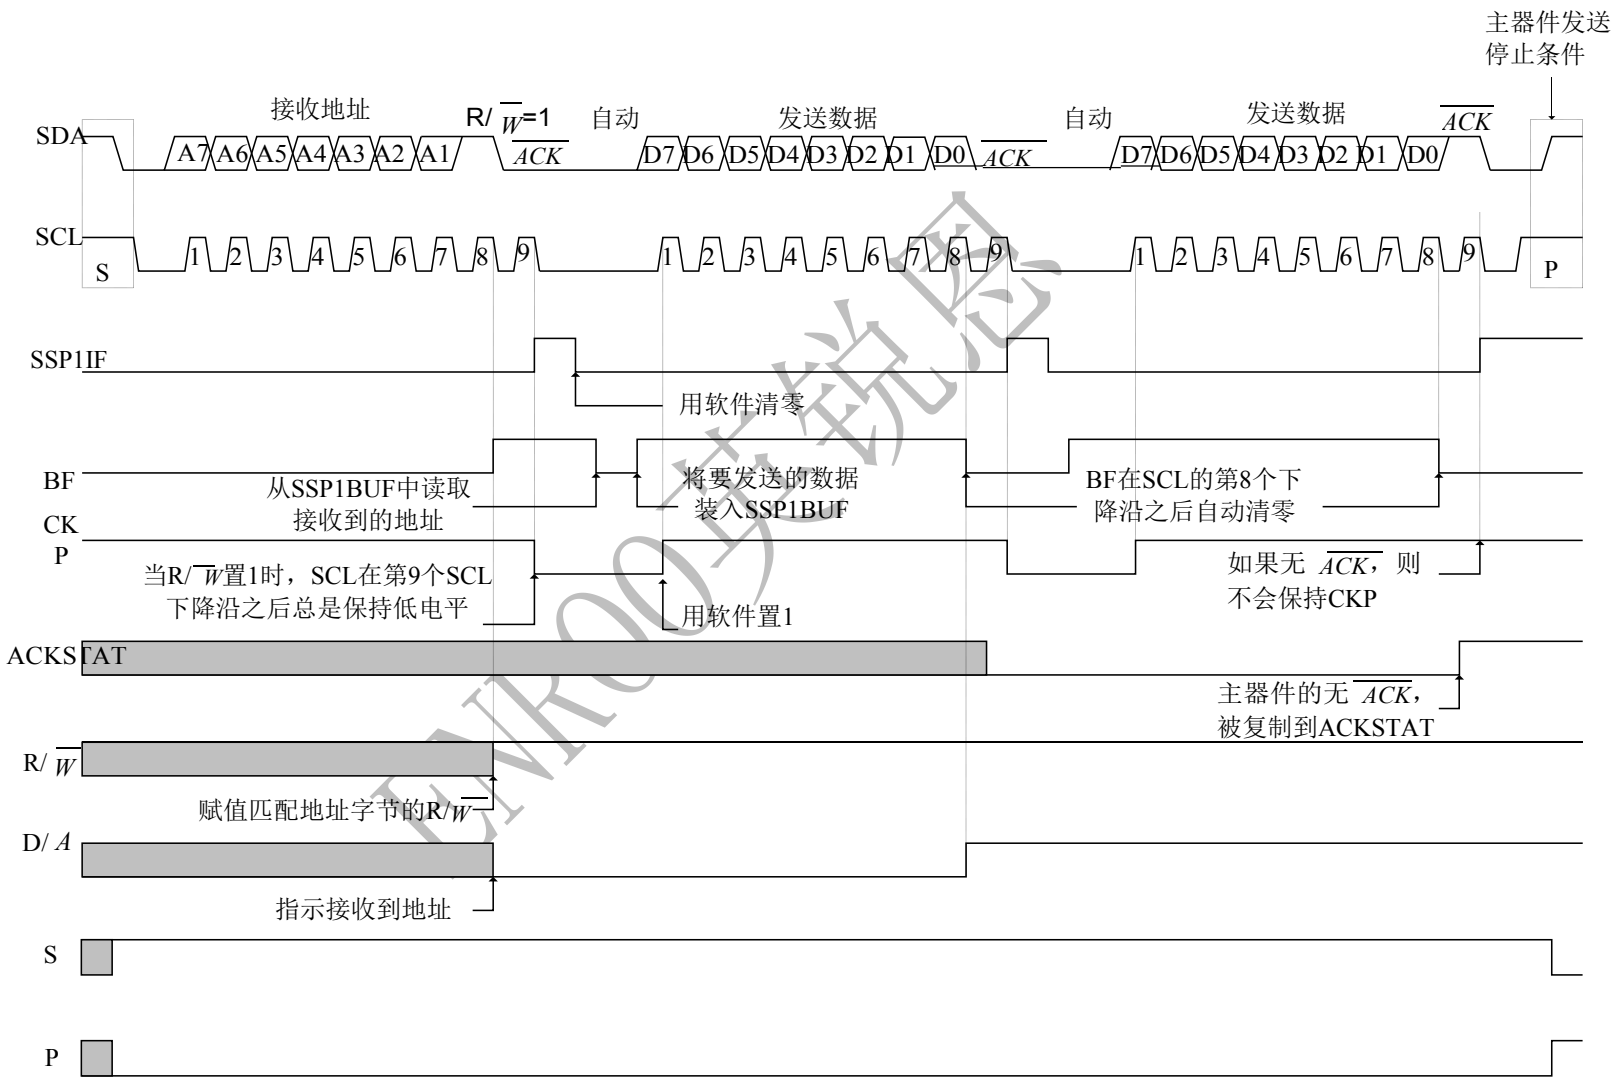 主器件发送
停止条件
接收地址
R/ W=1
自动
发送数据
自动
发送数据
ACK
SDA
A7 A6 A5 A4 A3 A2 A1
ACK
D7 D6 D5 D4 D3 D2 D1 D0
ACK
D7 D6 D5 D4 D3 D2 D1 D0
SCL
S
1 2 3 4 5 6 7 8 9
1 2 3 4 5 6 7 8 9
1 2 3 4 5 6 7 8 9
P
SSP1IF
用软件清零
BF
从SSP1BUF中读取
接收到的地址
将要发送的数据
装入SSP1BUF
BF在SCL的第8个下
降沿之后自动清零
CK
P
当R/ W置1时，SCL在第9个SCL
下降沿之后总是保持低电平
用软件置1
如果无 ACK，则
不会保持CKP
ACKSTAT
主器件的无 ACK，
被复制到ACKSTAT
R/ W
赋值匹配地址字节的R/W
D/ A
指示接收到地址
S
P
ENROO英锐恩